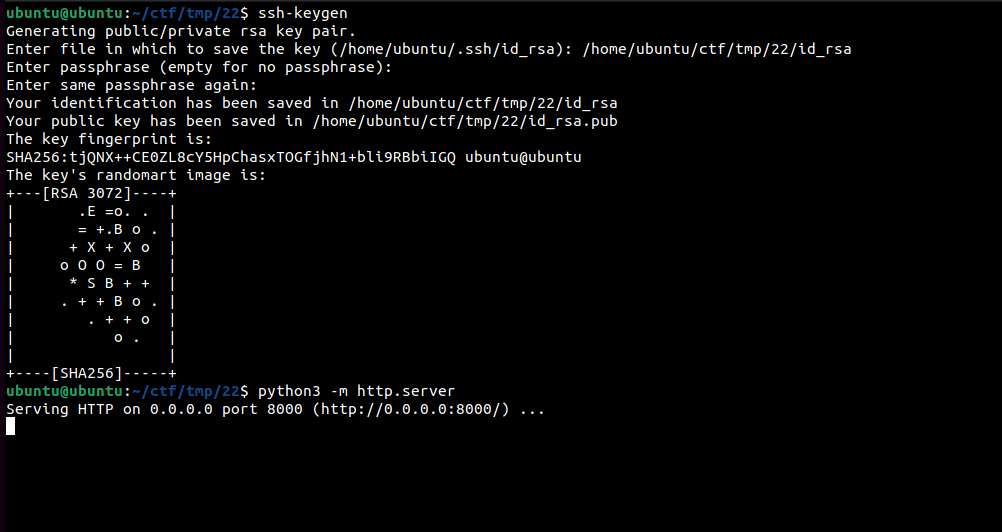 ubuntu@ubuntu:~/ctf/tmp/22$ ssh-keygen
Generating public/private rsa key pair.
Enter file in which to save the key (/home/ubuntu/.ssh/id_rsa): /home/ubuntu/ctf/tmp/22/id_rsa
Enter passphrase (empty for no passphrase):
Enter same passphrase again:
Your identification has been saved in /home/ubuntu/ctf/tmp/22/id_rsa
Your public key has been saved in /home/ubuntu/ctf/tmp/22/id_rsa.pub
The key fingerprint is:
SHA256:tjQNX++CE0ZL8cY5HpChasxTOGfjhN1+bli9RBbiIGQ ubuntu@ubuntu
The key's randomart image is:
+---[RSA 3072]----+
|       .E =o. .  |
|       = +.B o . |
|      + X + X o  |
|     o O O = B   |
|      * S B + +  |
|     . + + B o . |
|        . + + o  |
|           o .   |
|                 |
+----[SHA256]-----+
ubuntu@ubuntu:~/ctf/tmp/22$ python3 -m http.server
Serving HTTP on 0.0.0.0 port 8000 (http://0.0.0.0:8000/) ...